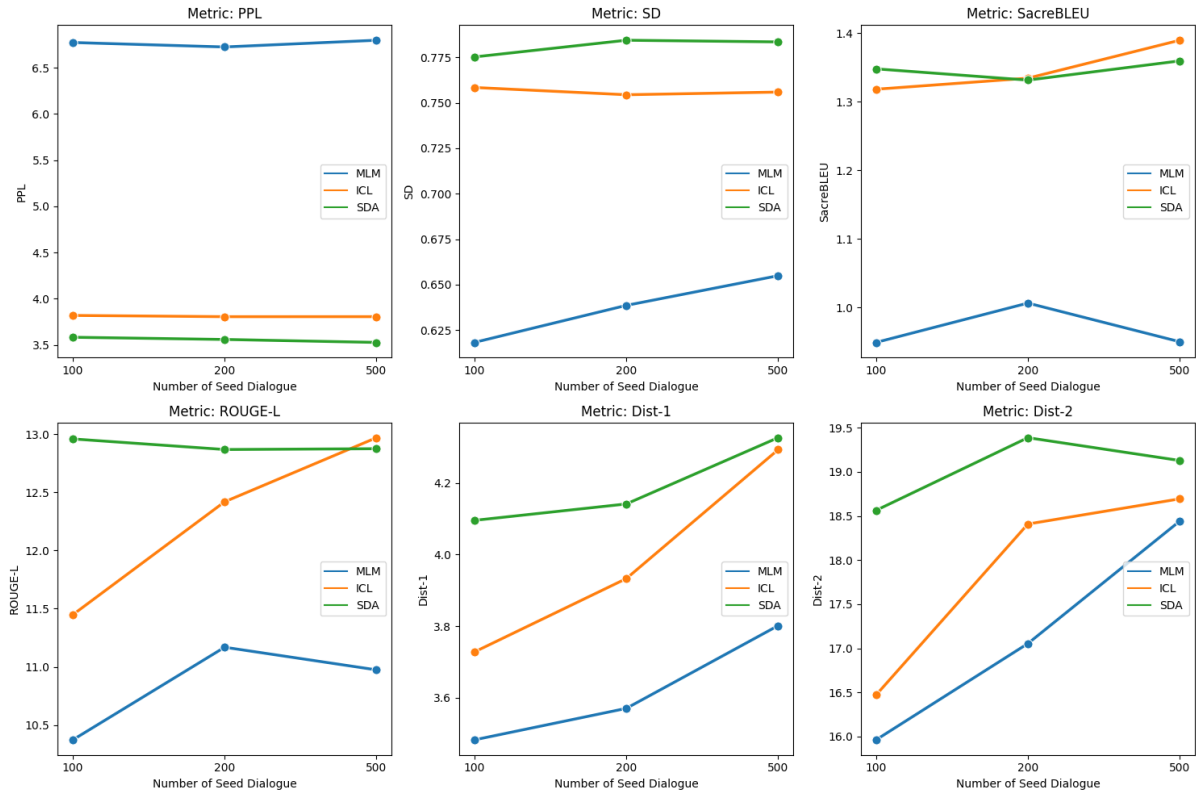 Metric: PPL
PPL
6.5
6.0
5.5
5.0
4.5
4.0
3.5
MLM
ICL
SDA
100
200
500
Number of Seed Dialogue
Metric: SD
SD
0.775
0.750
0.725
0.700
0.675
0.650
0.625
MLM
ICL
SDA
100
200
500
Number of Seed Dialogue
Metric: SacreBLEU
SacreBLEU
1.4
1.3
1.2
1.1
1.0
MLM
ICL
SDA
100
200
500
Number of Seed Dialogue
Metric: ROUGE-L
ROUGE-L
13.0
12.5
12.0
11.5
11.0
10.5
MLM
ICL
SDA
100
200
500
Number of Seed Dialogue
Metric: Dist-1
Dist-1
4.2
4.0
3.8
3.6
MLM
ICL
SDA
100
200
500
Number of Seed Dialogue
Metric: Dist-2
Dist-2
19.5
19.0
18.5
18.0
17.5
17.0
16.5
16.0
MLM
ICL
SDA
100
200
500
Number of Seed Dialogue